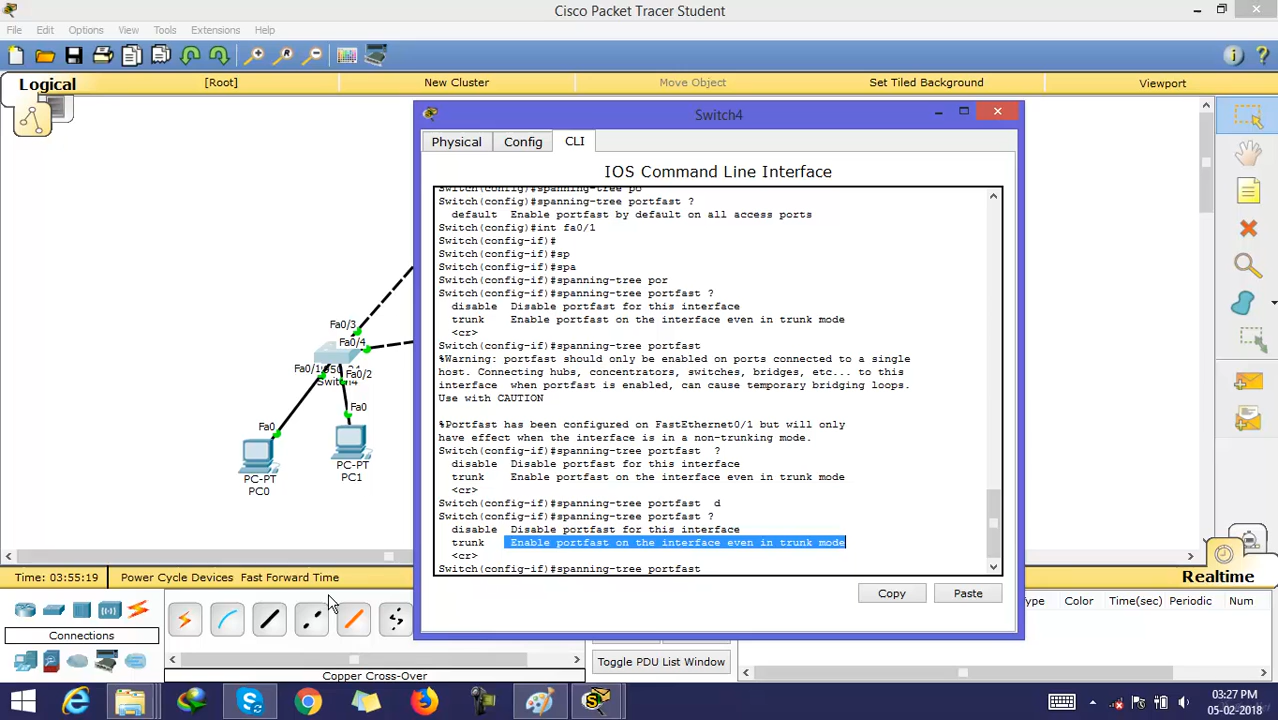 Cisco Packet Tracer Student
File Edit Options View Tools Extensions Help
Logical [Root] New Cluster Move Object Set Tiled Background Viewport
Switch4
Physical Config CLI
IOS Command Line Interface
Switch(config)#spanning-tree po
Switch(config)#spanning-tree portfast ?
default Enable portfast by default on all access ports
Switch(config)#int fa0/1
Switch(config-if)#
Switch(config-if)#sp
Switch(config-if)#spa
Switch(config-if)#spanning-tree por
Switch(config-if)#spanning-tree portfast ?
disable Disable portfast for this interface
trunk Enable portfast on the interface even in trunk mode
<cr>
Switch(config-if)#spanning-tree portfast
%Warning: portfast should only be enabled on ports connected to a single
host. Connecting hubs, concentrators, switches, bridges, etc... to this
interface when portfast is enabled, can cause temporary bridging loops.
Use with CAUTION
%Portfast has been configured on FastEthernet0/1 but will only
have effect when the interface is in a non-trunking mode.
Switch(config-if)#spanning-tree portfast ?
disable Disable portfast for this interface
trunk Enable portfast on the interface even in trunk mode
<cr>
Switch(config-if)#spanning-tree portfast d
Switch(config-if)#spanning-tree portfast ?
disable Disable portfast for this interface
trunk Enable portfast on the interface even in trunk mode
<cr>
Switch(config-if)#spanning-tree portfast
Copy Paste
Fa0/3
Fa0/4
Fa0/1
Fa0/2
Switch4
Fa0
Fa0
PC-PT
PC0
PC-PT
PC1
Time: 03:55:19 Power Cycle Devices Fast Forward Time Realtime
Connections
Copper Cross-Over
Toggle PDU List Window
Type Color Time(sec) Periodic Num
03:27 PM
05-02-2018